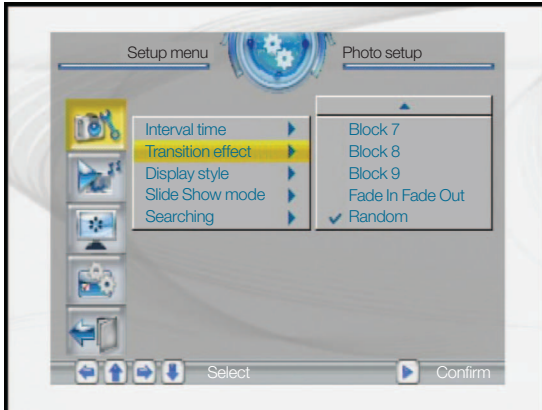 Setup menu
Photo setup
Interval time
Transition effect
Display style
Slide Show mode
Searching
Block 7
Block 8
Block 9
Fade In Fade Out
Random
Select
Confirm